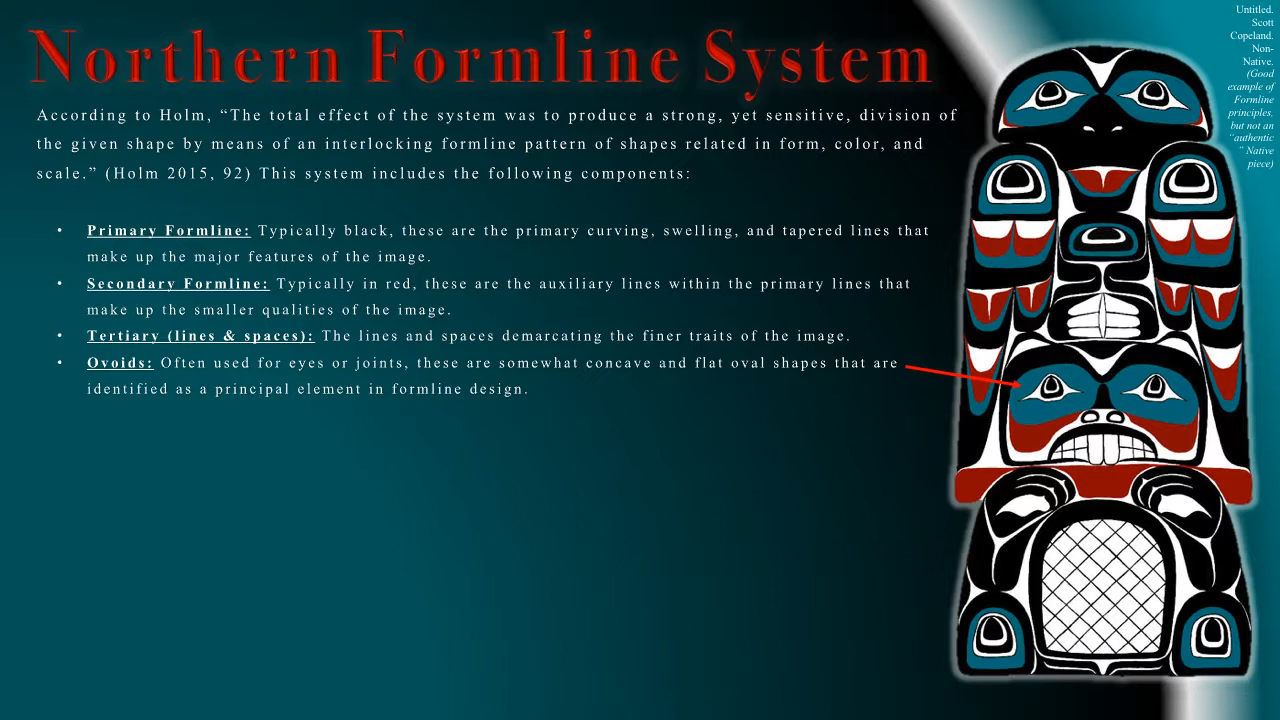 Northern Formline System
According to Holm, “The total effect of the system was to produce a strong, yet sensitive, division of
the given shape by means of an interlocking formline pattern of shapes related in form, color, and
scale.” (Holm 2015, 92) This system includes the following components:
• Primary Formline: Typically black, these are the primary curving, swelling, and tapered lines that
make up the major features of the image.
• Secondary Formline: Typically in red, these are the auxiliary lines within the primary lines that
make up the smaller qualities of the image.
• Tertiary (lines & spaces): The lines and spaces demarcating the finer traits of the image.
• Ovoids: Often used for eyes or joints, these are somewhat concave and flat oval shapes that are
identified as a principal element in formline design.
Untitled.
Scott
Copeland.
Non-
Native.
(Good
example of
Formline
principles,
but not an
“authentic
” Native
piece)